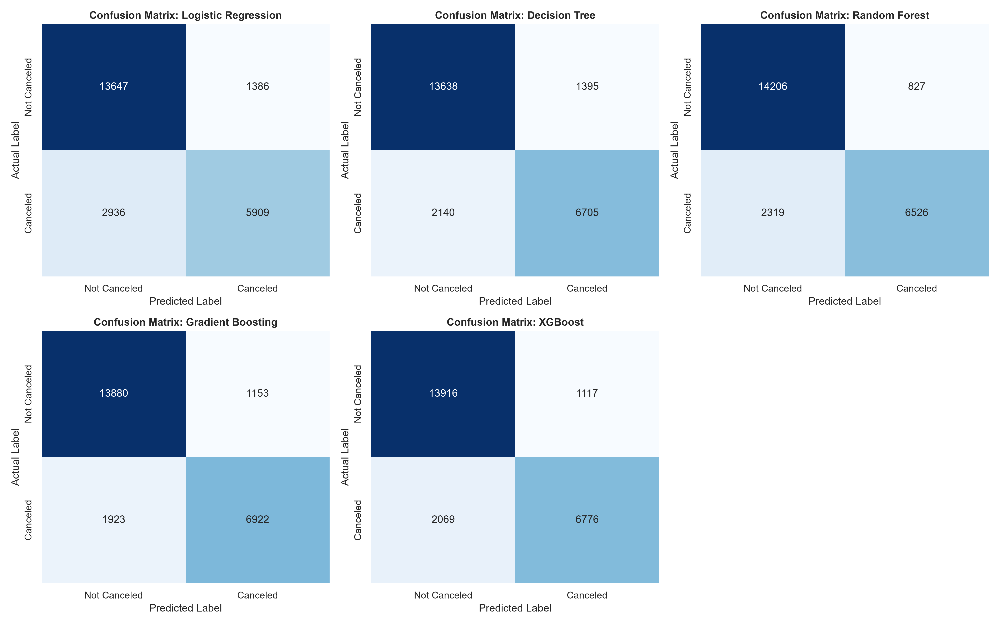 Confusion Matrix: Logistic Regression
Actual Label
Not Canceled
Canceled
13647 1386
2936 5909
Not Canceled Canceled
Predicted Label
Confusion Matrix: Decision Tree
Actual Label
Not Canceled
Canceled
13638 1395
2140 6705
Not Canceled Canceled
Predicted Label
Confusion Matrix: Random Forest
Actual Label
Not Canceled
Canceled
14206 827
2319 6526
Not Canceled Canceled
Predicted Label
Confusion Matrix: Gradient Boosting
Actual Label
Not Canceled
Canceled
13880 1153
1923 6922
Not Canceled Canceled
Predicted Label
Confusion Matrix: XGBoost
Actual Label
Not Canceled
Canceled
13916 1117
2069 6776
Not Canceled Canceled
Predicted Label